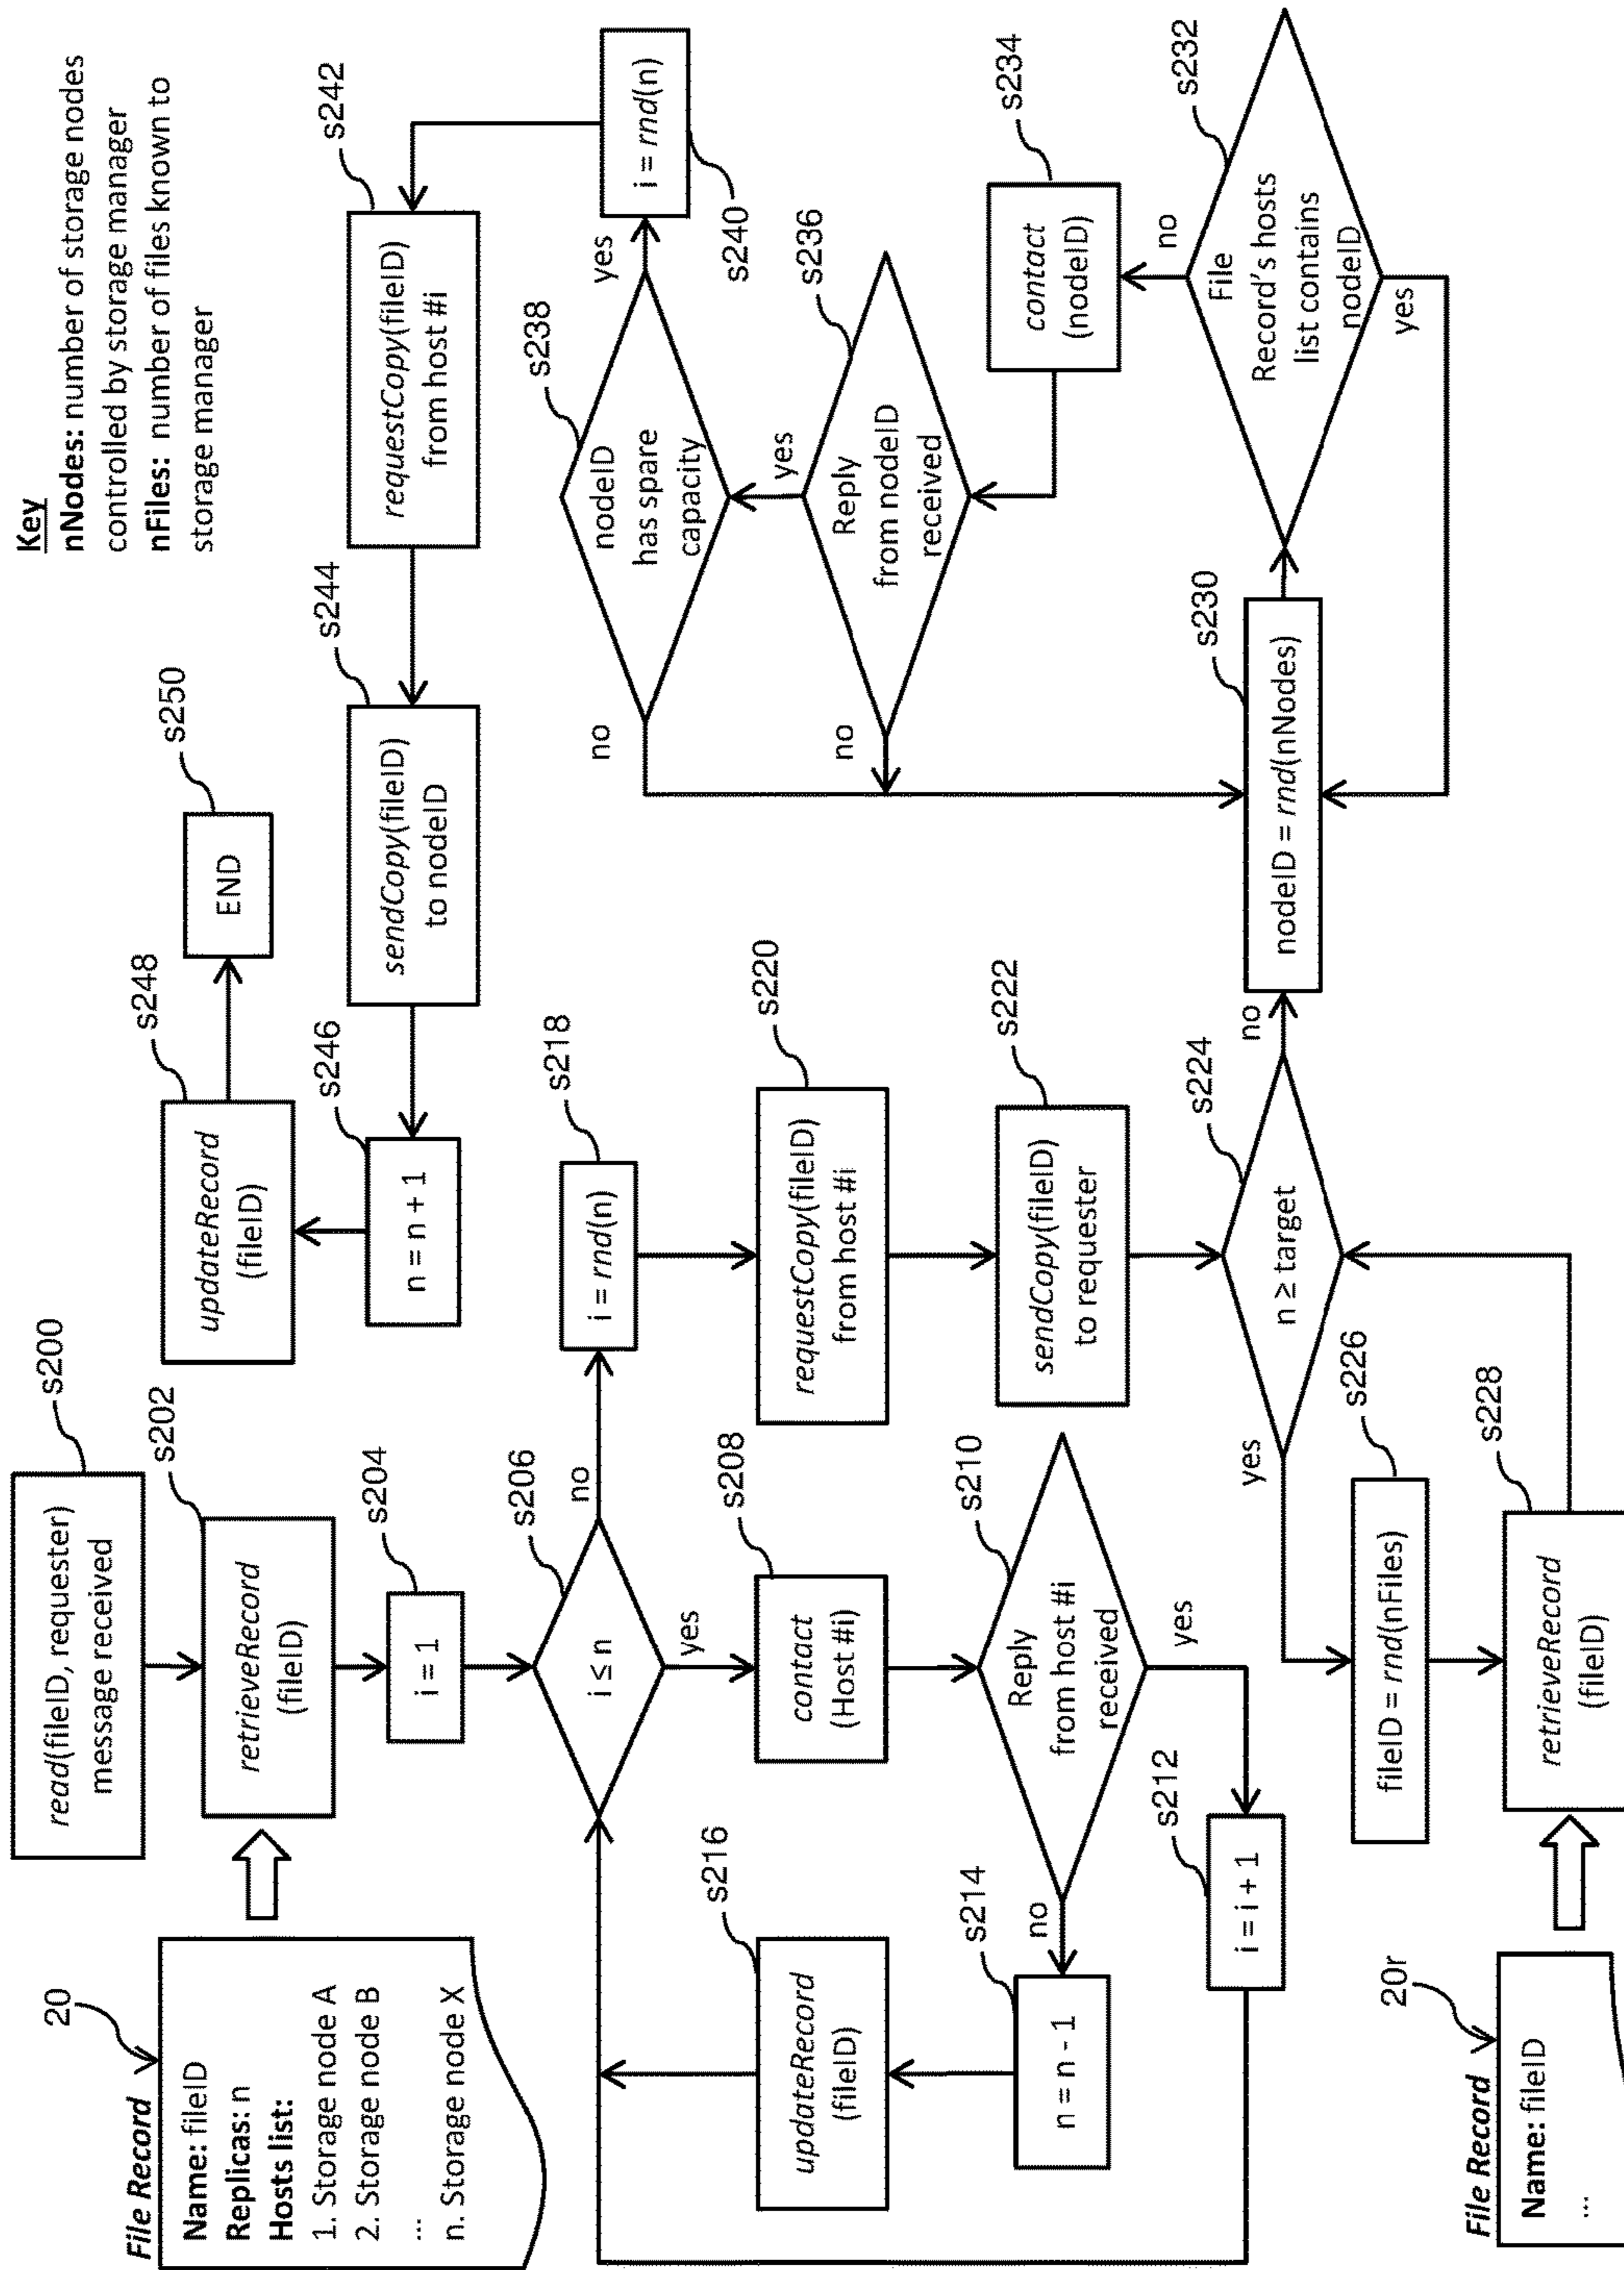 Key
nNodes: number of storage nodes
controlled by storage manager
nFiles: number of files known to
storage manager
20
File Record
Name: fileID
Replicas: n
Hosts list:
1. Storage node A
2. Storage node B
...
n. Storage node X
read(fileID, requester)
message received
s200
retrieveRecord
(fileID)
s202
i = 1
s204
i ≤ n
s206
yes
no
contact
(Host #i)
s208
Reply
from host #i
received
s210
yes
no
i = i + 1
s212
n = n - 1
s214
updateRecord
(fileID)
s216
i = rnd(n)
s218
requestCopy(fileID)
from host #i
s220
sendCopy(fileID)
to requester
s222
n ≥ target
s224
yes
no
fileID = rnd(nFiles)
s226
retrieveRecord
(fileID)
s228
20r
File Record
Name: fileID
...
nodeID = rnd(nNodes)
s230
File
Record's hosts
list contains
nodeID
s232
no
yes
contact
(nodeID)
s234
Reply
from nodeID
received
s236
yes
no
nodeID
has spare
capacity
s238
yes
no
i = rnd(n)
s240
requestCopy(fileID)
from host #i
s242
sendCopy(fileID)
to nodeID
s244
n = n + 1
s246
updateRecord
(fileID)
s248
END
s250